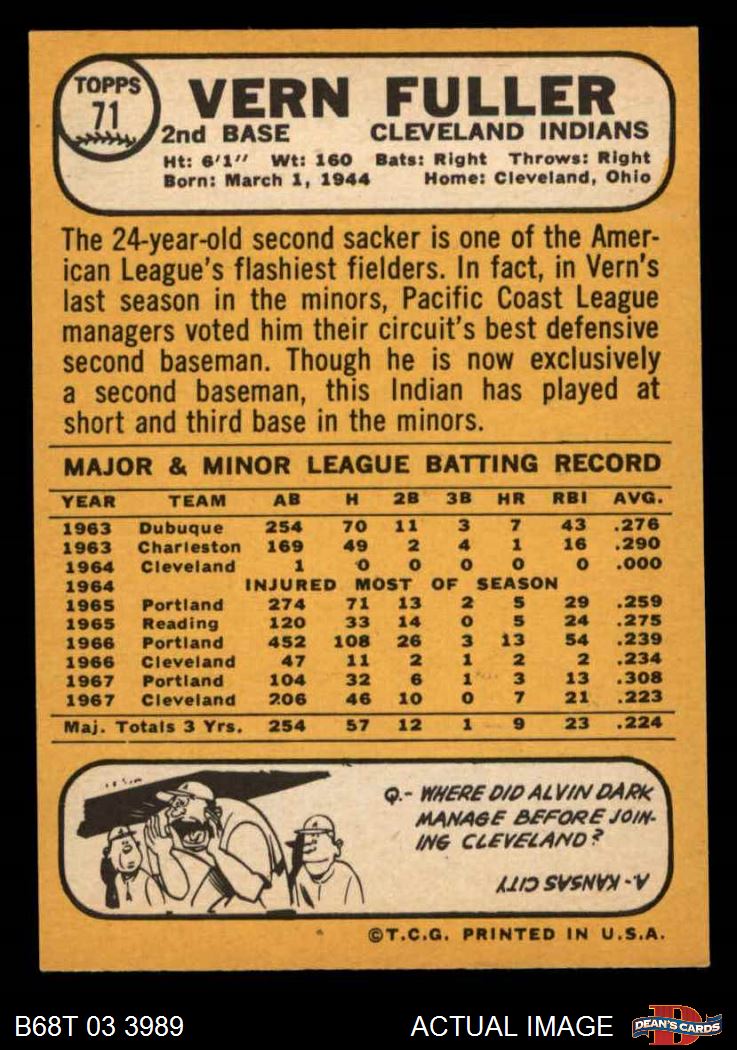 TOPPS
71
VERN FULLER
2nd BASE CLEVELAND INDIANS
Ht: 6'1" Wt: 160 Bats: Right Throws: Right
Born: March 1, 1944 Home: Cleveland, Ohio
The 24-year-old second sacker is one of the Amer-
ican League's flashiest fielders. In fact, in Vern's
last season in the minors, Pacific Coast League
managers voted him their circuit's best defensive
second baseman. Though he is now exclusively
a second baseman, this Indian has played at
short and third base in the minors.
MAJOR & MINOR LEAGUE BATTING RECORD
YEAR TEAM AB H 2B 3B HR RBI AVG.
1963 Dubuque 254 70 11 3 7 43 .276
1963 Charleston 169 49 2 4 1 16 .290
1964 Cleveland 1 0 0 0 0 0 .000
1964 INJURED MOST OF SEASON
1965 Portland 274 71 13 2 5 29 .259
1965 Reading 120 33 14 0 5 24 .275
1966 Portland 452 108 26 3 13 54 .239
1966 Cleveland 47 11 2 1 2 2 .234
1967 Portland 104 32 6 1 3 13 .308
1967 Cleveland 206 46 10 0 7 21 .223
Maj. Totals 3 Yrs. 254 57 12 1 9 23 .224
Q.- WHERE DID ALVIN DARK
MANAGE BEFORE JOIN-
ING CLEVELAND?
A- KANSAS CITY
©T.C.G. PRINTED IN U.S.A.
B68T 03 3989 ACTUAL IMAGE DEAN'S CARDS